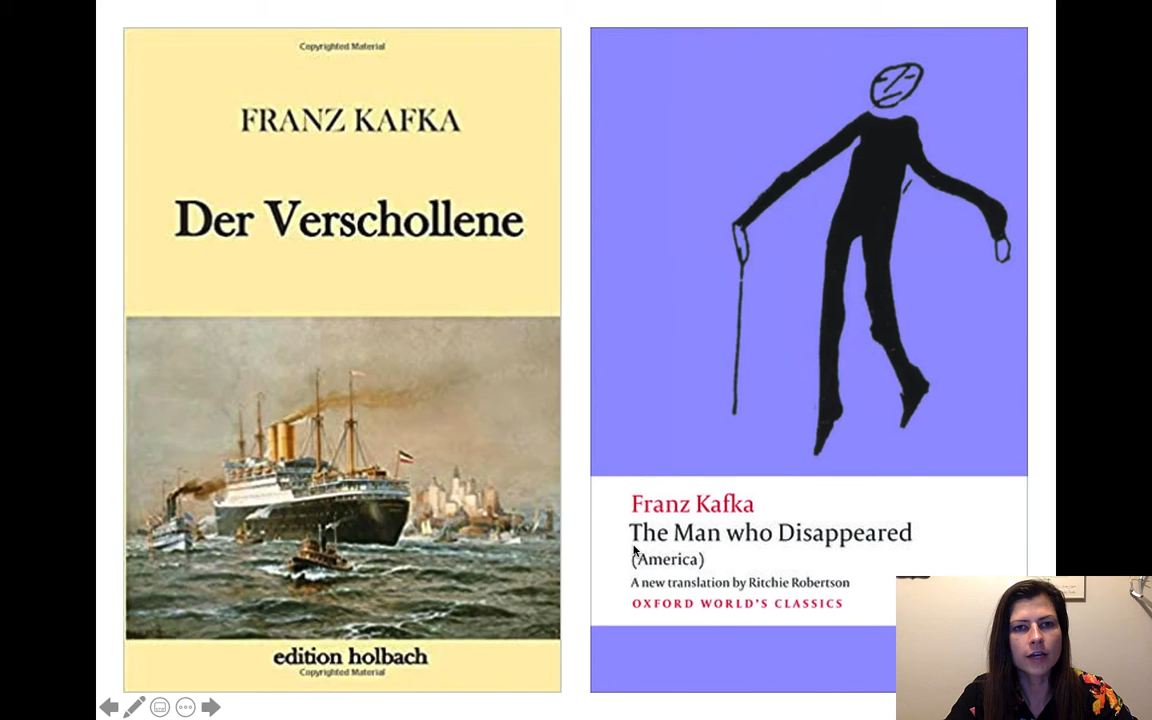 Copyrighted Material
FRANZ KAFKA
Der Verschollene
edition holbach
Copyrighted Material
Franz Kafka
The Man who Disappeared
(America)
A new translation by Ritchie Robertson
OXFORD WORLD'S CLASSICS